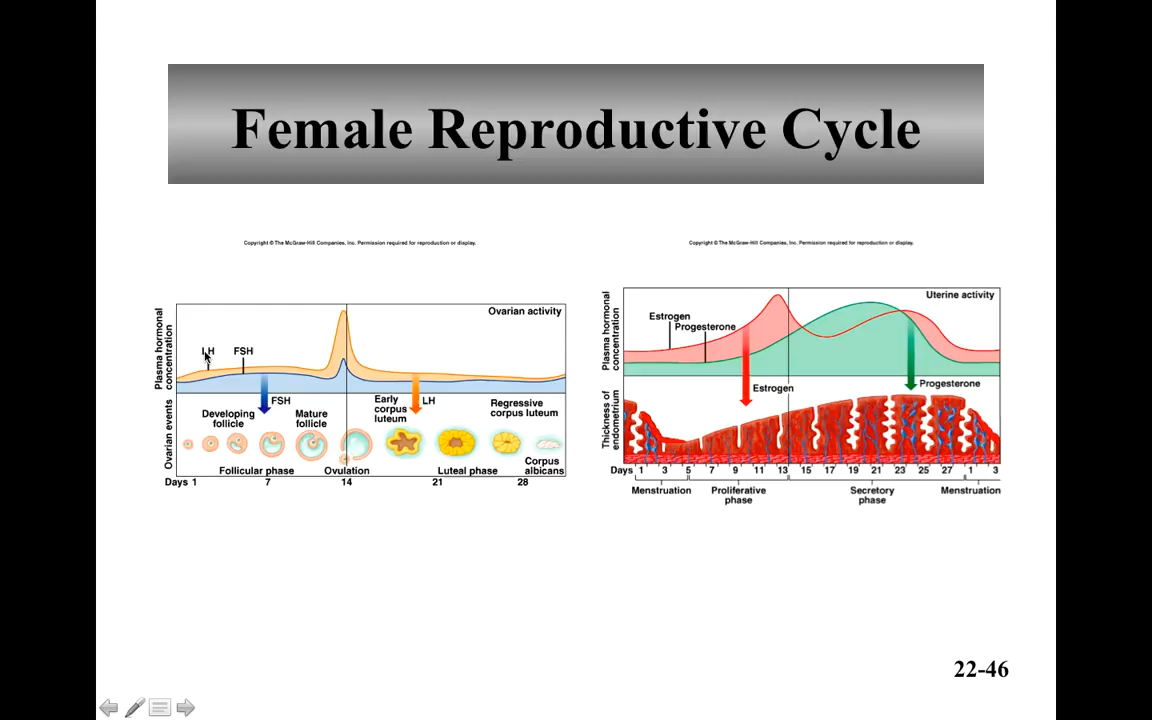 Female Reproductive Cycle
Copyright © The McGraw-Hill Companies, Inc. Permission required for reproduction or display.
Plasma hormonal
concentration
Ovarian activity
LH
FSH
FSH
LH
Ovarian events
Developing
follicle
Mature
follicle
Early
corpus
luteum
Regressive
corpus luteum
Corpus
albicans
Follicular phase
Ovulation
Luteal phase
Days 1 7 14 21 28
Copyright © The McGraw-Hill Companies, Inc. Permission required for reproduction or display.
Plasma hormonal
concentration
Uterine activity
Estrogen
Progesterone
Estrogen
Progesterone
Thickness of
endometrium
Days 1 3 5 7 9 11 13 15 17 19 21 23 25 27 1 3
Menstruation
Proliferative
phase
Secretory
phase
Menstruation
22-46